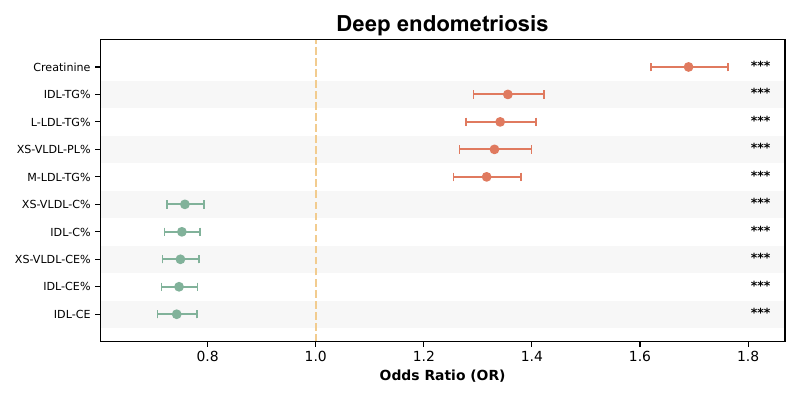 Deep endometriosis
Creatinine ***
IDL-TG% ***
L-LDL-TG% ***
XS-VLDL-PL% ***
M-LDL-TG% ***
XS-VLDL-C% ***
IDL-C% ***
XS-VLDL-CE% ***
IDL-CE% ***
IDL-CE ***
0.8 1.0 1.2 1.4 1.6 1.8
Odds Ratio (OR)